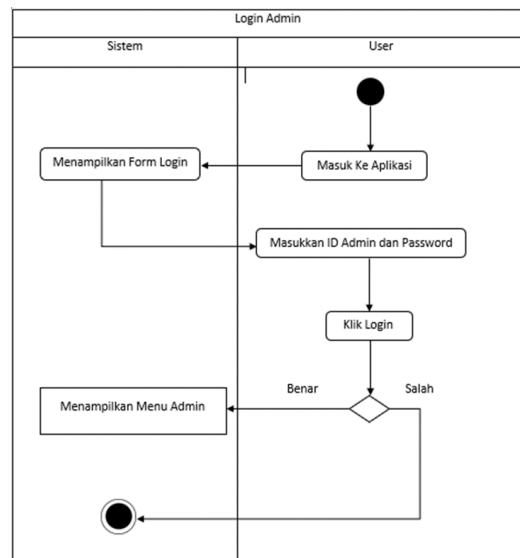 Login Admin
Sistem
User
Masuk Ke Aplikasi
Menampilkan Form Login
Masukkan ID Admin dan Password
Klik Login
Benar
Salah
Menampilkan Menu Admin